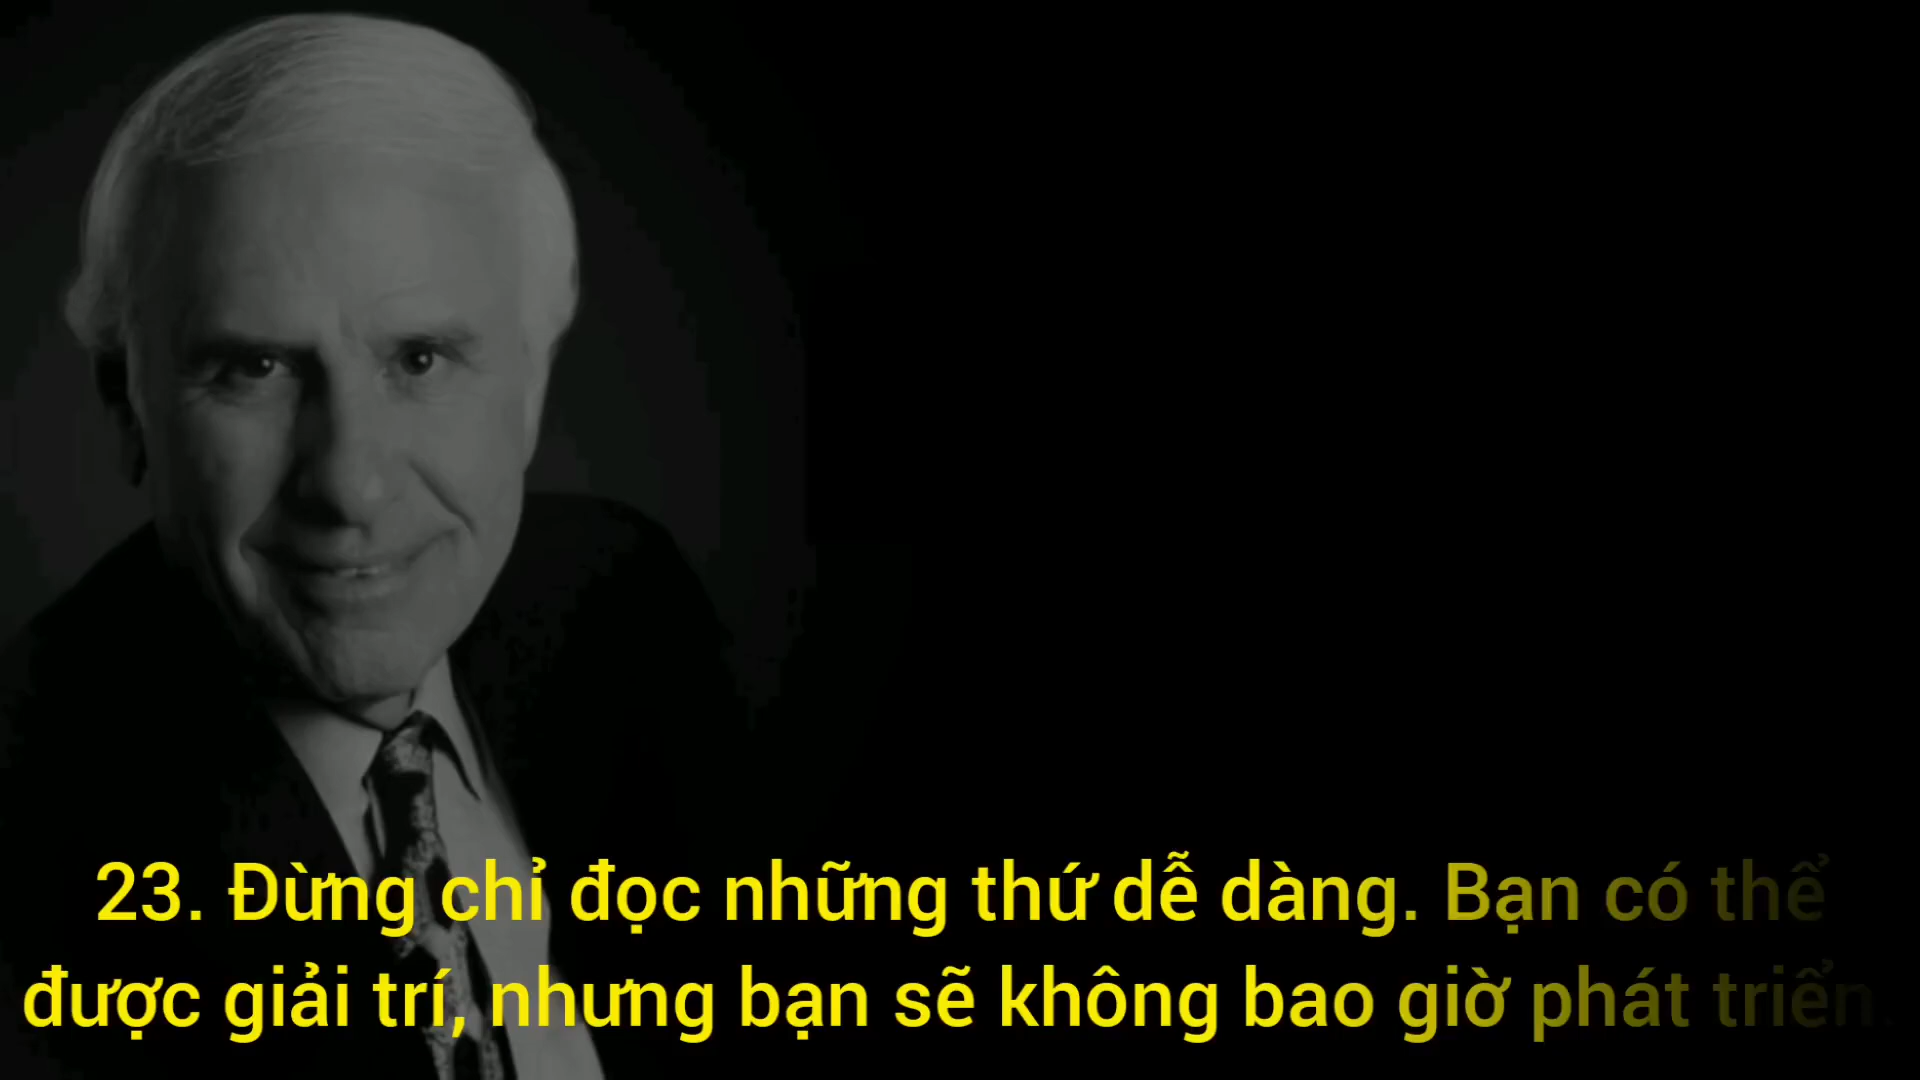 23. Đừng chỉ đọc những thứ dễ dàng. Bạn có thể
được giải trí, nhưng bạn sẽ không bao giờ phát triển.